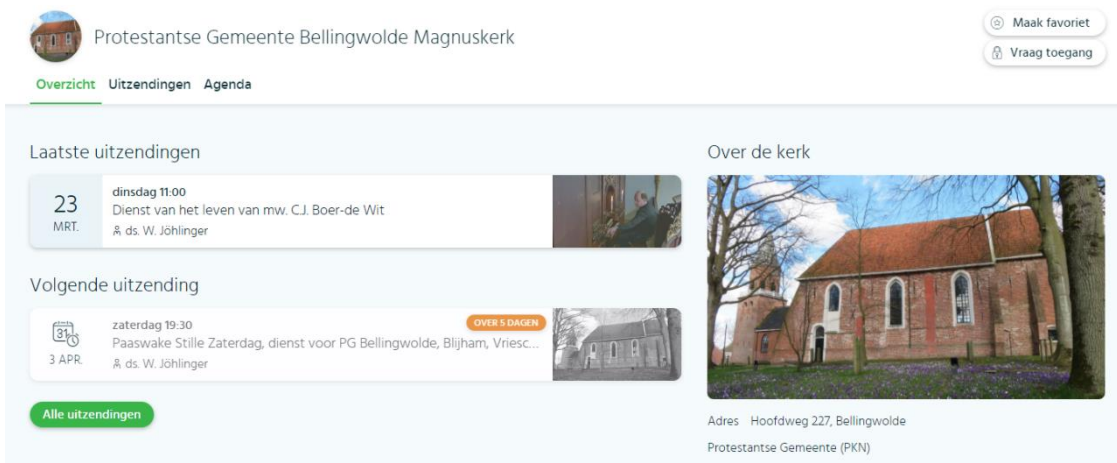 Protestantse Gemeente Bellingwolde Magnuskerk
Maak favoriet
Vraag toegang
Overzicht Uitzendingen Agenda
Laatste uitzendingen
23
MRT.
dinsdag 11:00
Dienst van het leven van mw. C.J. Boer-de Wit
ds. W. Jöhlinger
Volgende uitzending
31
3 APR.
zaterdag 19:30
OVER 5 DAGEN
Paaswake Stille Zaterdag, dienst voor PG Bellingwolde, Blijham, Vriesc...
ds. W. Jöhlinger
Alle uitzendingen
Over de kerk
Adres Hoofdweg 227, Bellingwolde
Protestantse Gemeente (PKN)